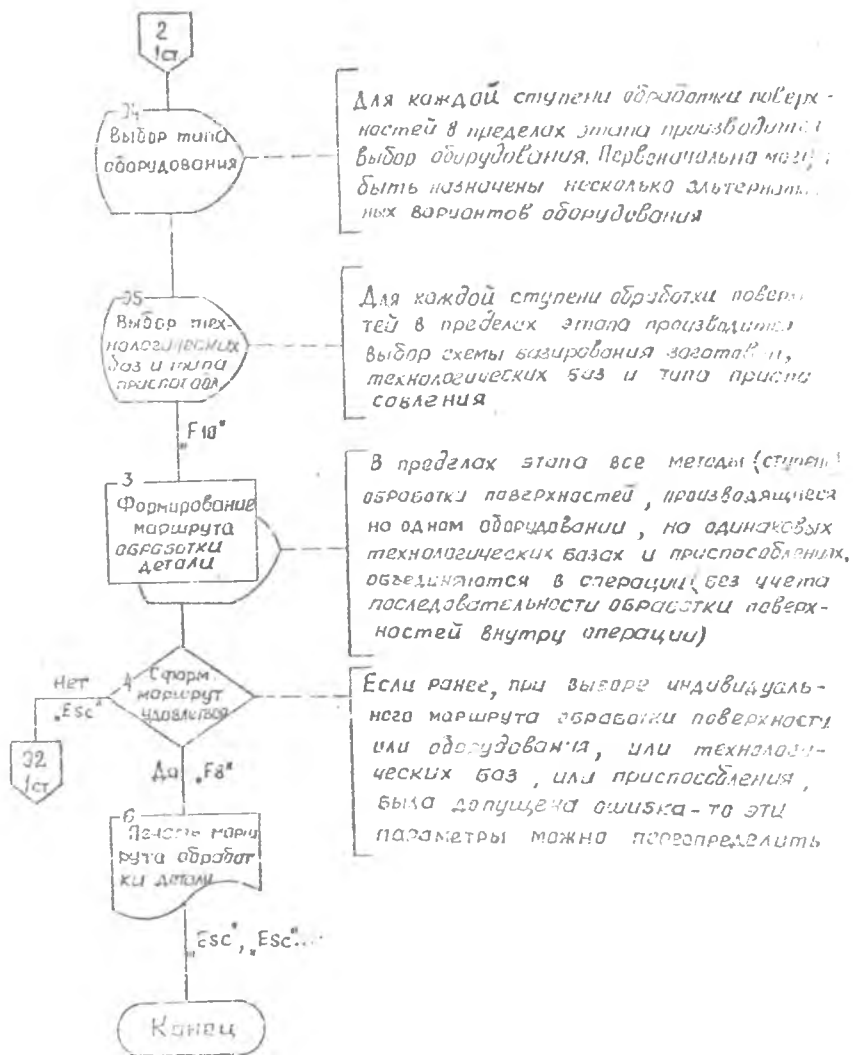 2
1ст
Э4
Выбор типа
оборудования
Для каждой ступени обработки поверх-
ностей в пределах этапа производится
выбор оборудования. Первоначально могут
быть назначены несколько альтернатив-
ных вариантов оборудования
Э5
Выбор тех-
нологических
баз и типа
приспособл.
Для каждой ступени обработки поверхнос-
тей в пределах этапа производится
выбор схемы базирования заготовки,
технологических баз и типа приспо
собления
„F10"
3
Формирование
маршрута
обработки
детали
В пределах этапа все методы (ступени)
обработки поверхностей, производящиеся
на одном оборудовании, на одинаковых
технологических базах и приспособлениях,
объединяются в операции (без учета
последовательности обработки поверх-
ностей внутру операции)
4
Сформ.
маршрут
удовлетвор
Нет
„Esc"
Э2
1ст
Да „F8"
Если ранее, при выборе индивидуаль-
ного маршрута обработки поверхности
или оборудования, или технологи-
ческих баз, или приспособления,
была допущена ошибка-то эти
параметры можно переопределить
6
Печать марш
рута обработ
ки детали
„Esc", „Esc"...
Конец